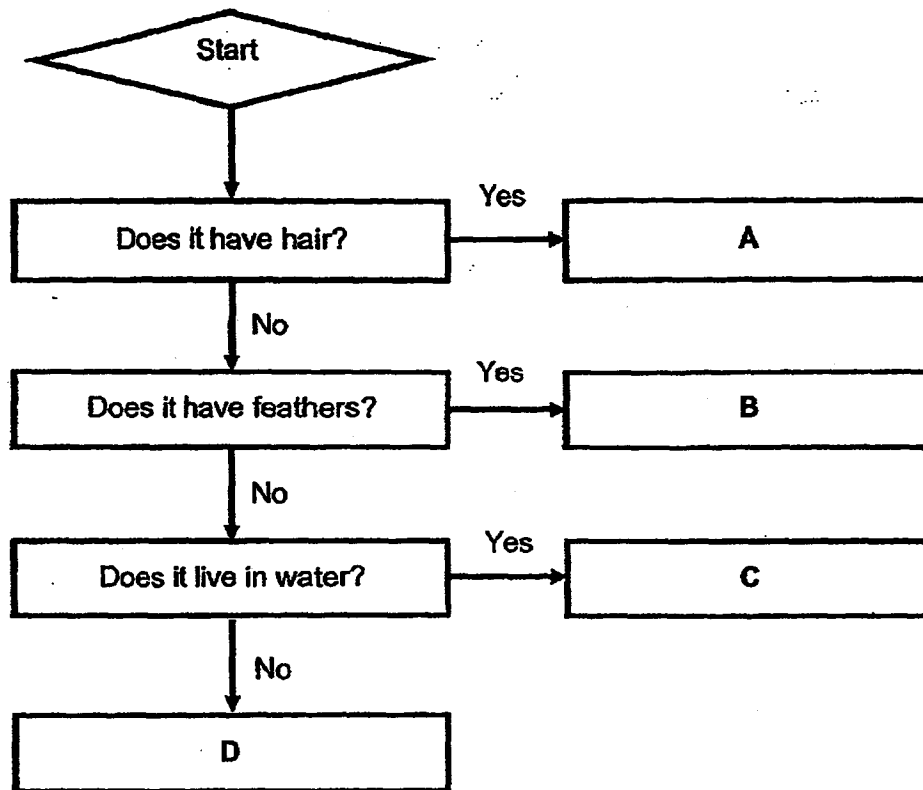 Start
Does it have hair?
Yes
A
No
Does it have feathers?
Yes
B
No
Does it live in water?
Yes
C
No
D